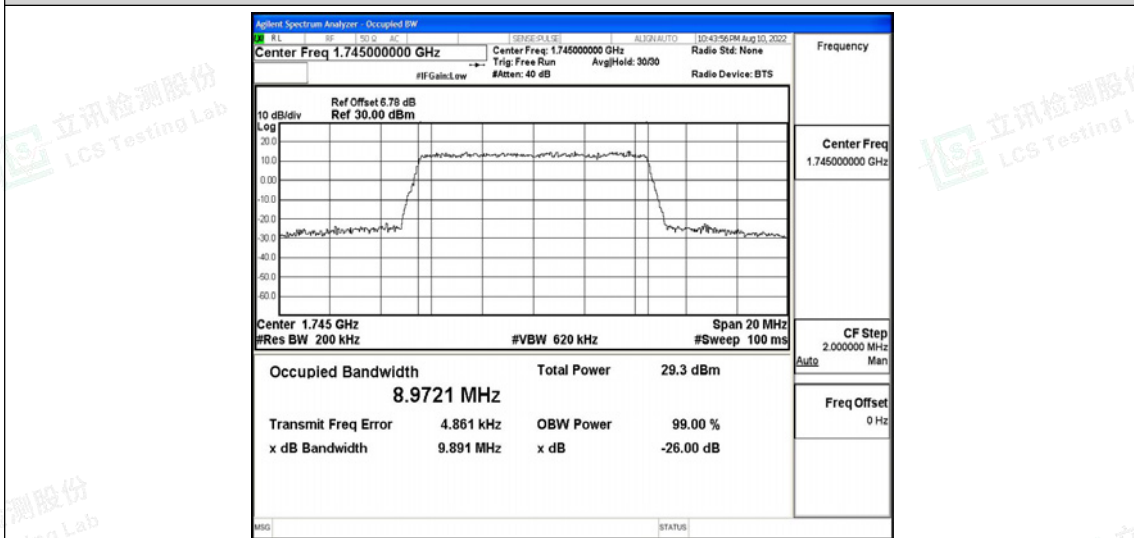 Agilent Spectrum Analyzer - Occupied BW
RL RF 50 Ω AC SENSE:PULSE ALIGN AUTO 10:43:56 PM Aug 10, 2022
Center Freq 1.745000000 GHz
Center Freq: 1.745000000 GHz
Radio Std: None
Trig: Free Run Avg|Hold: 30/30
#IFGain:Low #Atten: 40 dB
Radio Device: BTS
Frequency
Ref Offset 6.78 dB
10 dB/div Ref 30.00 dBm
Log
20.0
10.0
0.00
-10.0
-20.0
-30.0
-40.0
-50.0
-60.0
Center 1.745 GHz Span 20 MHz
#Res BW 200 kHz #VBW 620 kHz #Sweep 100 ms
Center Freq
1.745000000 GHz
CF Step
2.000000 MHz
Auto Man
Freq Offset
0 Hz
Occupied Bandwidth Total Power 29.3 dBm
8.9721 MHz
Transmit Freq Error 4.861 kHz OBW Power 99.00 %
x dB Bandwidth 9.891 MHz x dB -26.00 dB
MSG STATUS
立讯检测股份
LCS Testing Lab
立讯检测股份
LCS Testing L
测股份
ing Lab